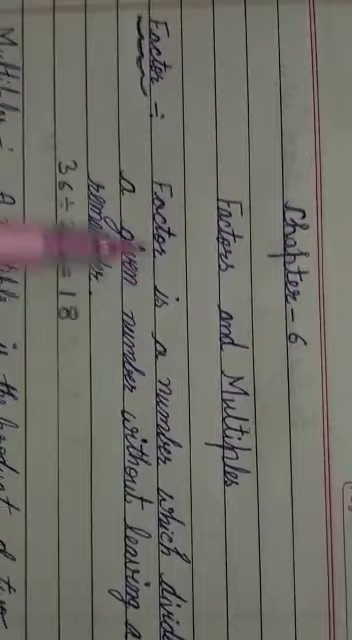 Chapter-6
Factors and Multiples
Factor:- Factor is a number which divid
a given number without leaving a
remainder.
36÷ = 18
Multiple:- A is the product of two